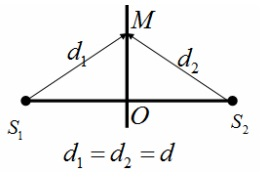 M
d₁ d₂
O
S₁ S₂
d₁ = d₂ = d